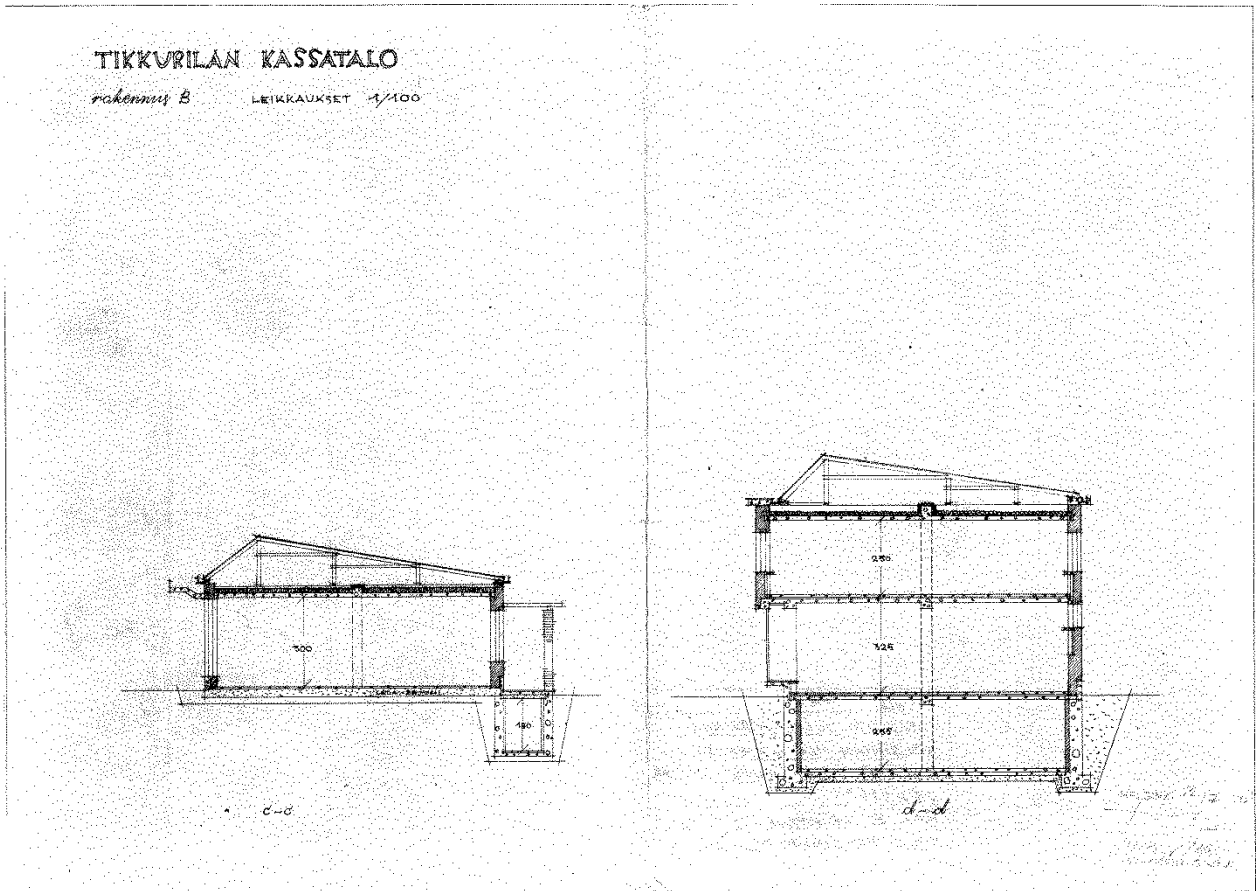 TIKKURILAN KASSATALO
rakennus B LEIKKAUKSET 1/100
250
300
325
180
255
c-c
d-d